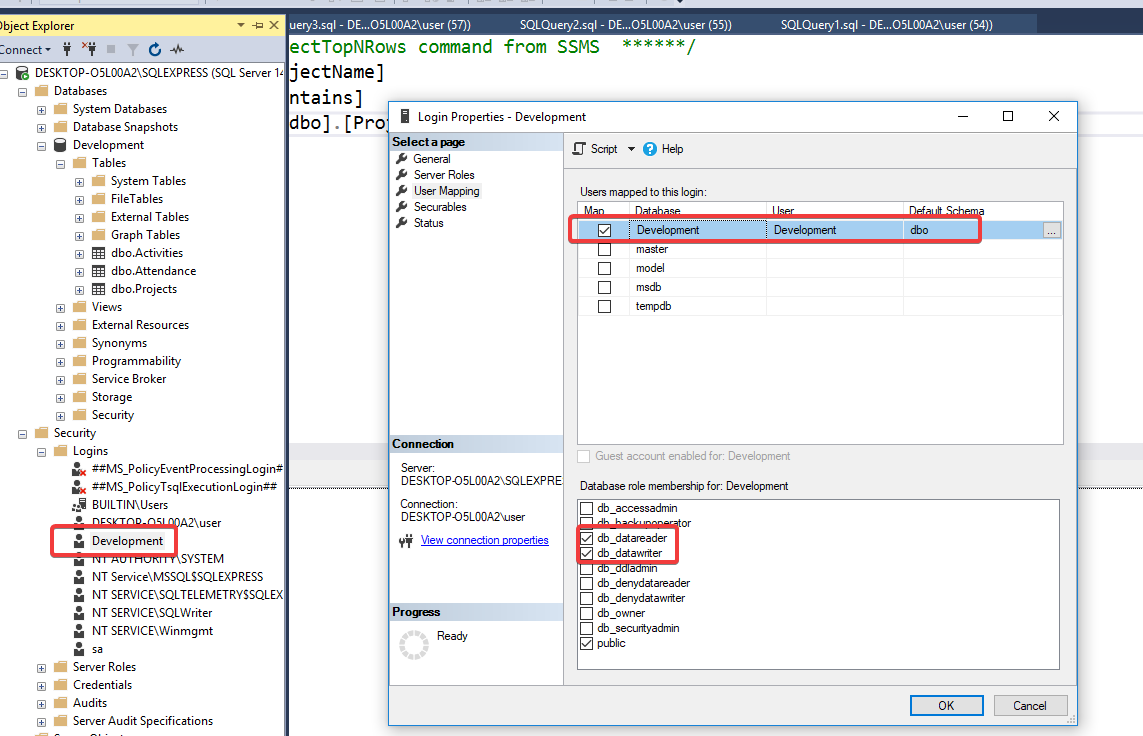 Object Explorer
uery3.sql - DE...O5L00A2\user (57))
SQLQuery2.sql - DE...O5L00A2\user (55))
SQLQuery1.sql - DE...O5L00A2\user (54))
Connect
ectTopNRows command from SSMS ******/
jectName]
ntains]
dbo].[Pro
DESKTOP-O5L00A2\SQLEXPRESS (SQL Server 14
Databases
System Databases
Database Snapshots
Development
Tables
System Tables
FileTables
External Tables
Graph Tables
dbo.Activities
dbo.Attendance
dbo.Projects
Views
External Resources
Synonyms
Programmability
Service Broker
Storage
Security
Security
Logins
##MS_PolicyEventProcessingLogin#
##MS_PolicyTsqlExecutionLogin##
BUILTIN\Users
DESKTOP-O5L00A2\user
Development
NT AUTHORITY\SYSTEM
NT Service\MSSQL$SQLEXPRESS
NT SERVICE\SQLTELEMETRY$SQLEX
NT SERVICE\SQLWriter
NT SERVICE\Winmgmt
sa
Server Roles
Credentials
Audits
Server Audit Specifications
Login Properties - Development
Select a page
General
Server Roles
User Mapping
Securables
Status
Connection
Server:
DESKTOP-O5L00A2\SQLEXPRE
Connection:
DESKTOP-O5L00A2\user
View connection properties
Progress
Ready
Script
Help
Users mapped to this login:
Map Database User Default Schema
Development Development dbo ...
master
model
msdb
tempdb
Guest account enabled for: Development
Database role membership for: Development
db_accessadmin
db_backupoperator
db_datareader
db_datawriter
db_ddladmin
db_denydatareader
db_denydatawriter
db_owner
db_securityadmin
public
OK
Cancel